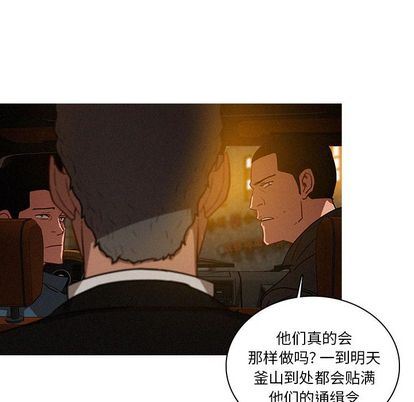 他们真的会
那样做吗？一到明天
釜山到处都会贴满
他们的通缉令